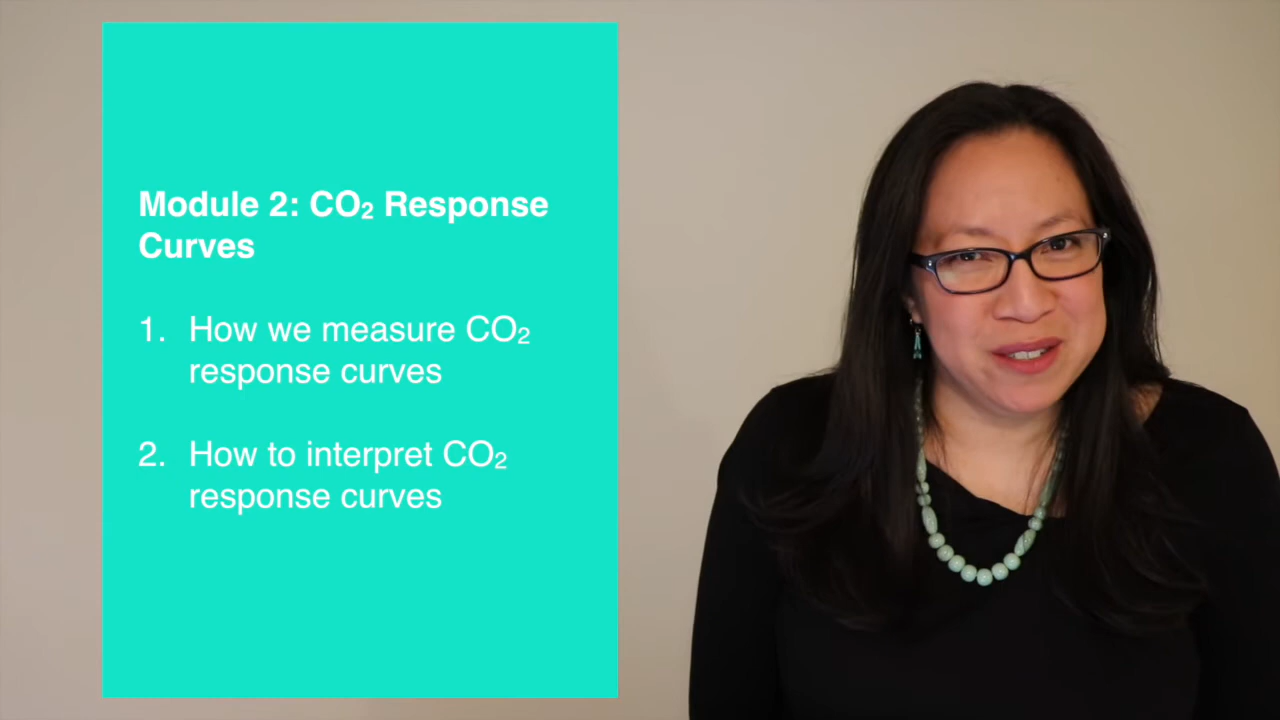 Module 2: CO₂ Response
Curves
1. How we measure CO₂
response curves
2. How to interpret CO₂
response curves